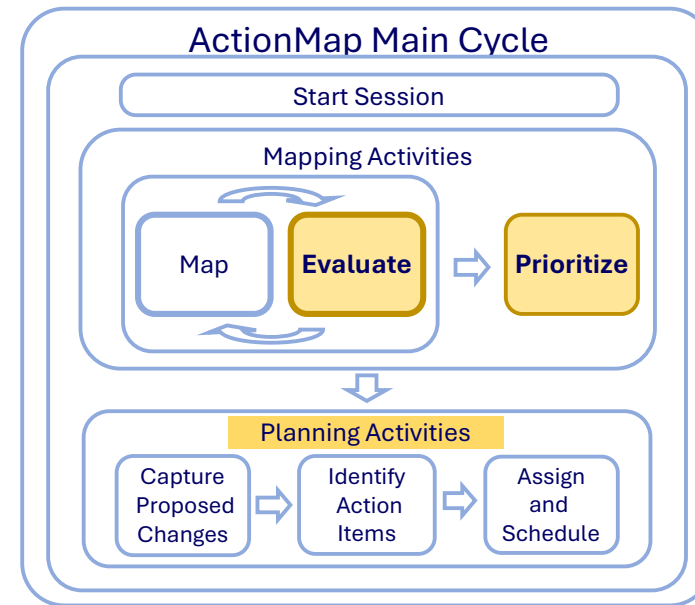 ActionMap Main Cycle
Start Session
Mapping Activities
Map
Evaluate
Prioritize
Planning Activities
Capture
Proposed
Changes
Identify
Action
Items
Assign
and
Schedule